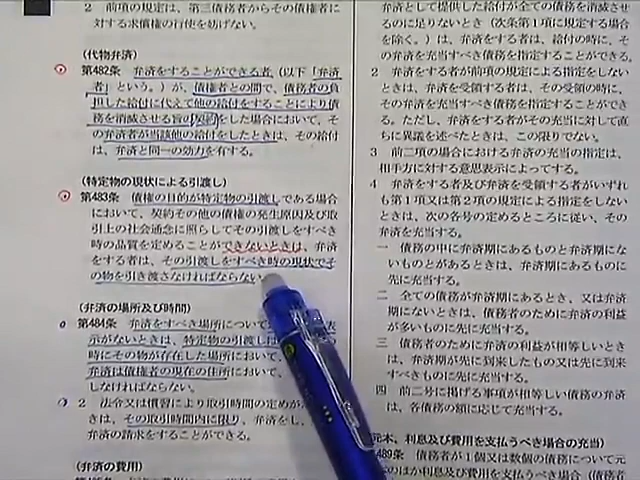 2　前項の規定は、第三債務者からその債権者に
対する求償権の行使を妨げない。
(代物弁済)
第482条　弁済をすることができる者（以下「弁済
者」という。）が、債権者との間で、債務者の負
担した給付に代えて他の給付をすることにより債
務を消滅させる旨の契約をした場合において、そ
の弁済者が当該他の給付をしたときは、その給付
は、弁済と同一の効力を有する。
(特定物の現状による引渡し)
第483条　債権の目的が特定物の引渡しである場合
において、契約その他の債権の発生原因及び取
引上の社会通念に照らしてその引渡しをすべき
時の品質を定めることができないときは、弁済
をする者は、その引渡しをすべき時の現状でそ
の物を引き渡さなければならない
(弁済の場所及び時間)
第484条　弁済をすべき場所について
示がないときは、特定物の引渡しは
時にその物が存在した場所において、
弁済は債権者の現在の住所において、
しなければならない。
2　法令又は慣習により取引時間の定めが
きは、その取引時間内に限り、弁済をし、
弁済の請求をすることができる。
(弁済の費用)
弁済として提供した給付が全ての債務を消滅させ
るのに足りないとき（次条第1項に規定する場合
を除く。）は、弁済をする者は、給付の時に、そ
の弁済を充当すべき債務を指定することができる。
2　弁済をする者が前項の規定による指定をしない
ときは、弁済を受領する者は、その受領の時に、
その弁済を充当すべき債務を指定することができ
る。ただし、弁済をする者がその充当に対して直
ちに異議を述べたときは、この限りでない。
3　前二項の場合における弁済の充当の指定は、
相手方に対する意思表示によってする。
4　弁済をする者及び弁済を受領する者がいずれ
も第1項又は第2項の規定による指定をしない
ときは、次の各号の定めるところに従い、その
弁済を充当する。
一　債務の中に弁済期にあるものと弁済期にな
いものとがあるときは、弁済期にあるものに先
に充当する。
二　全ての債務が弁済期にあるとき、又は弁済
期にないときは、債務者のために弁済の利益
が多いものに先に充当する。
三　債務者のために弁済の利益が相等しいとき
は、弁済期が先に到来したもの又は先に到来
すべきものに先に充当する。
四　前二号に掲げる事項が相等しい債務の弁済
は、各債務の額に応じて充当する。
元本、利息及び費用を支払うべき場合の充当)
489条　債務者が1個又は数個の債務について元
本のほか利息及び費用を支払うべき場合（債務者